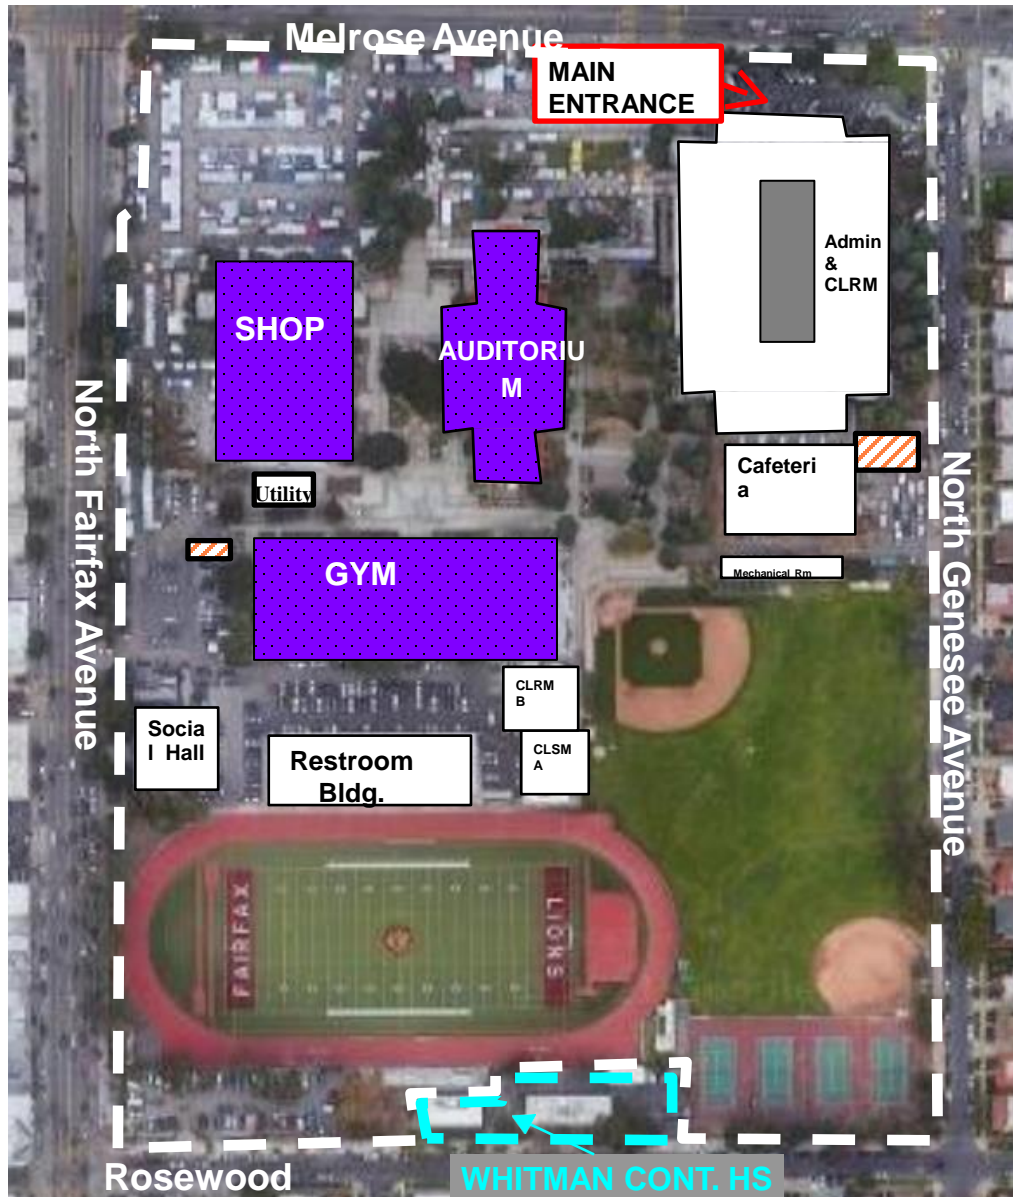 Melrose Avenue
MAIN
ENTRANCE
Admin
&
CLRM
SHOP
AUDITORIU
M
North Fairfax Avenue
Cafeteri
a
Utility
North Genesee Avenue
GYM
Mechanical Rm
CLRM
B
Socia
l Hall
CLSM
A
Restroom
Bldg.
FAIRFAX
LIONS
Rosewood
WHITMAN CONT. HS